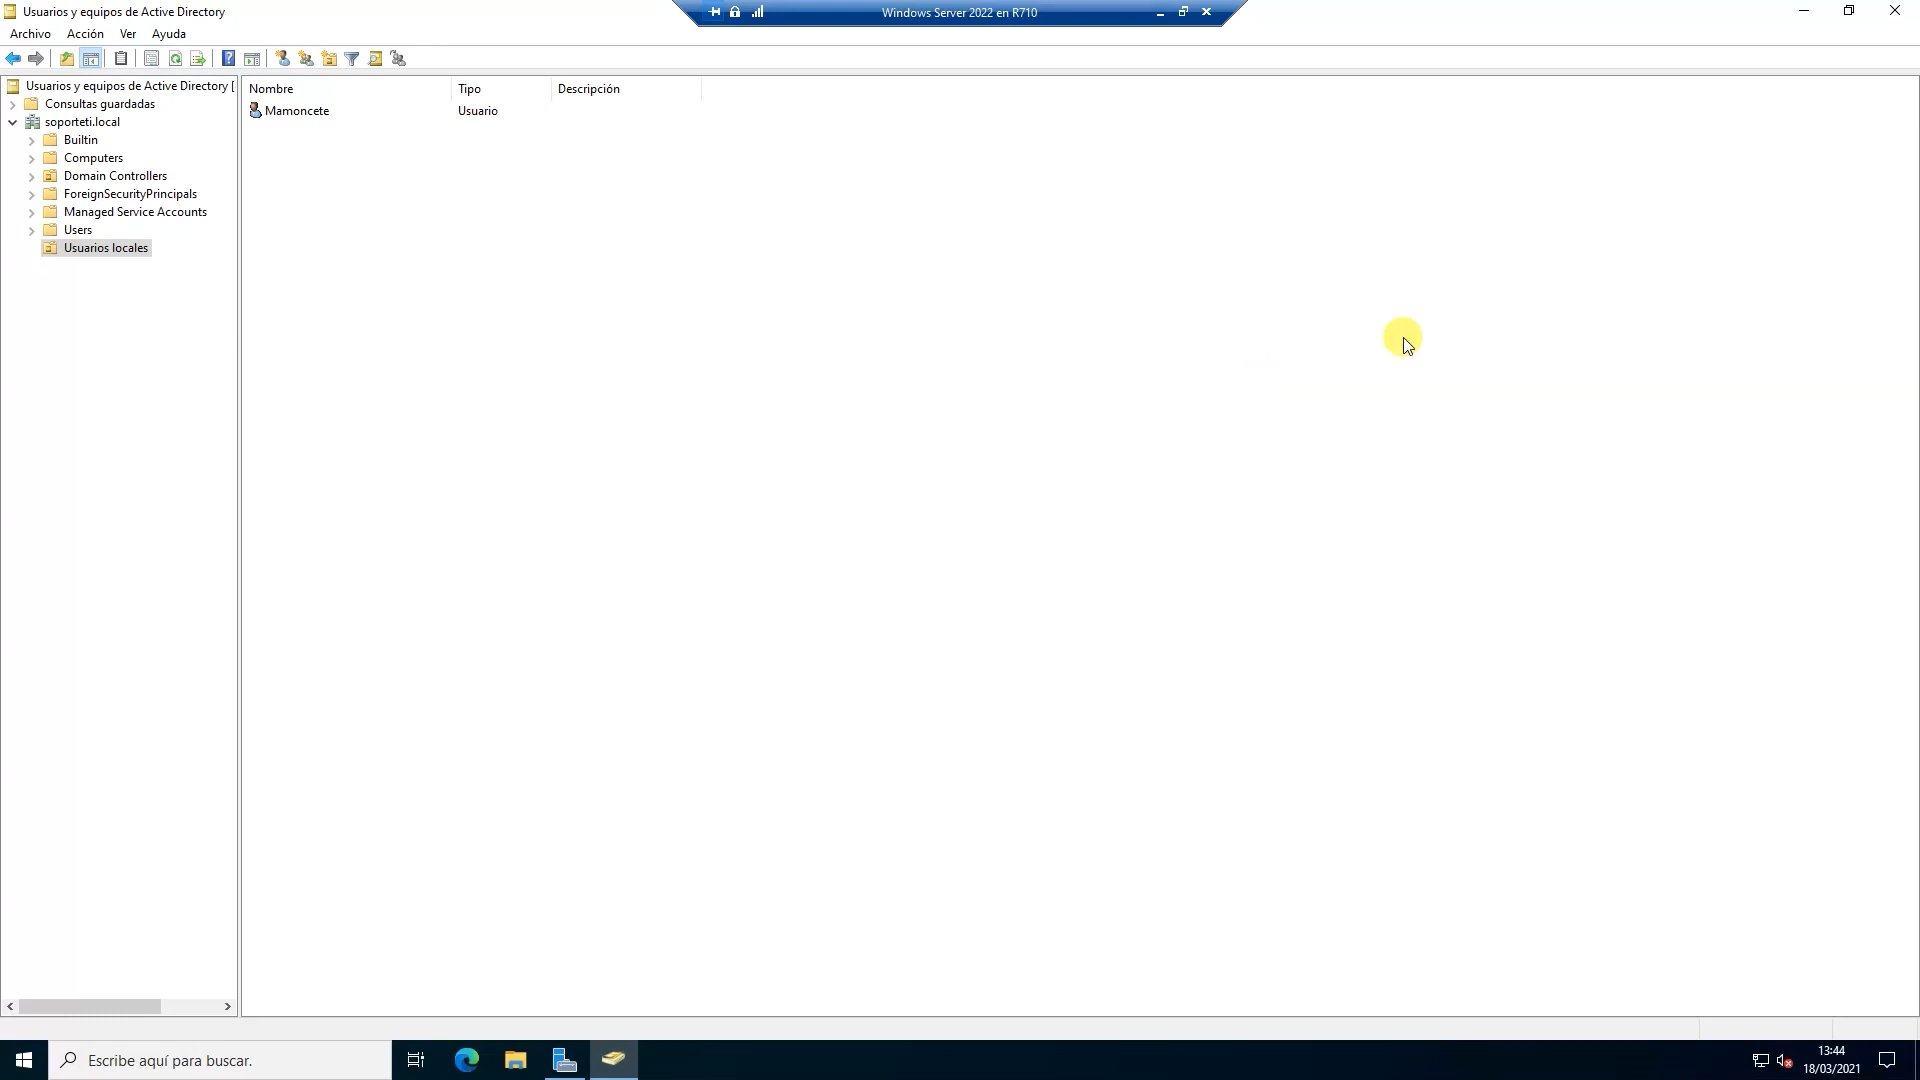 Usuarios y equipos de Active Directory
Windows Server 2022 en R710
Archivo Acción Ver Ayuda
Usuarios y equipos de Active Directory [
Consultas guardadas
soporteti.local
Builtin
Computers
Domain Controllers
ForeignSecurityPrincipals
Managed Service Accounts
Users
Usuarios locales
Nombre Tipo Descripción
Mamoncete Usuario
Escribe aquí para buscar.
13:44
18/03/2021